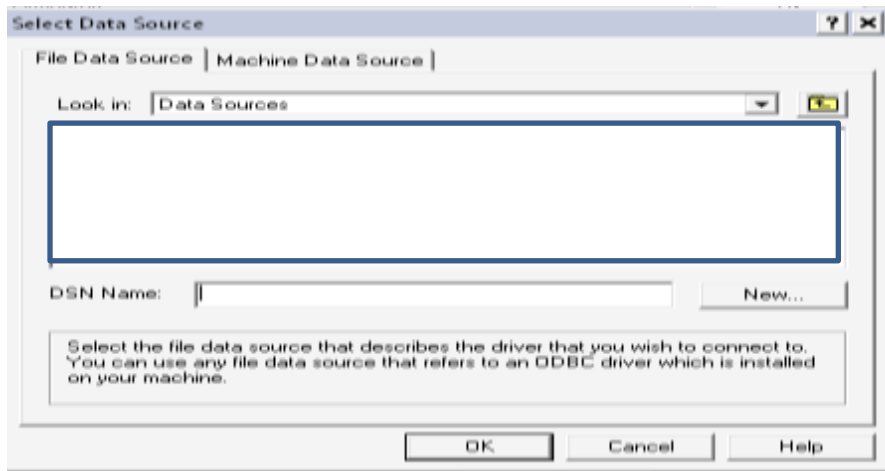 Select Data Source
File Data Source
Machine Data Source
Look in:
Data Sources
DSN Name:
New...
Select the file data source that describes the driver that you wish to connect to.
You can use any file data source that refers to an ODBC driver which is installed
on your machine.
OK
Cancel
Help